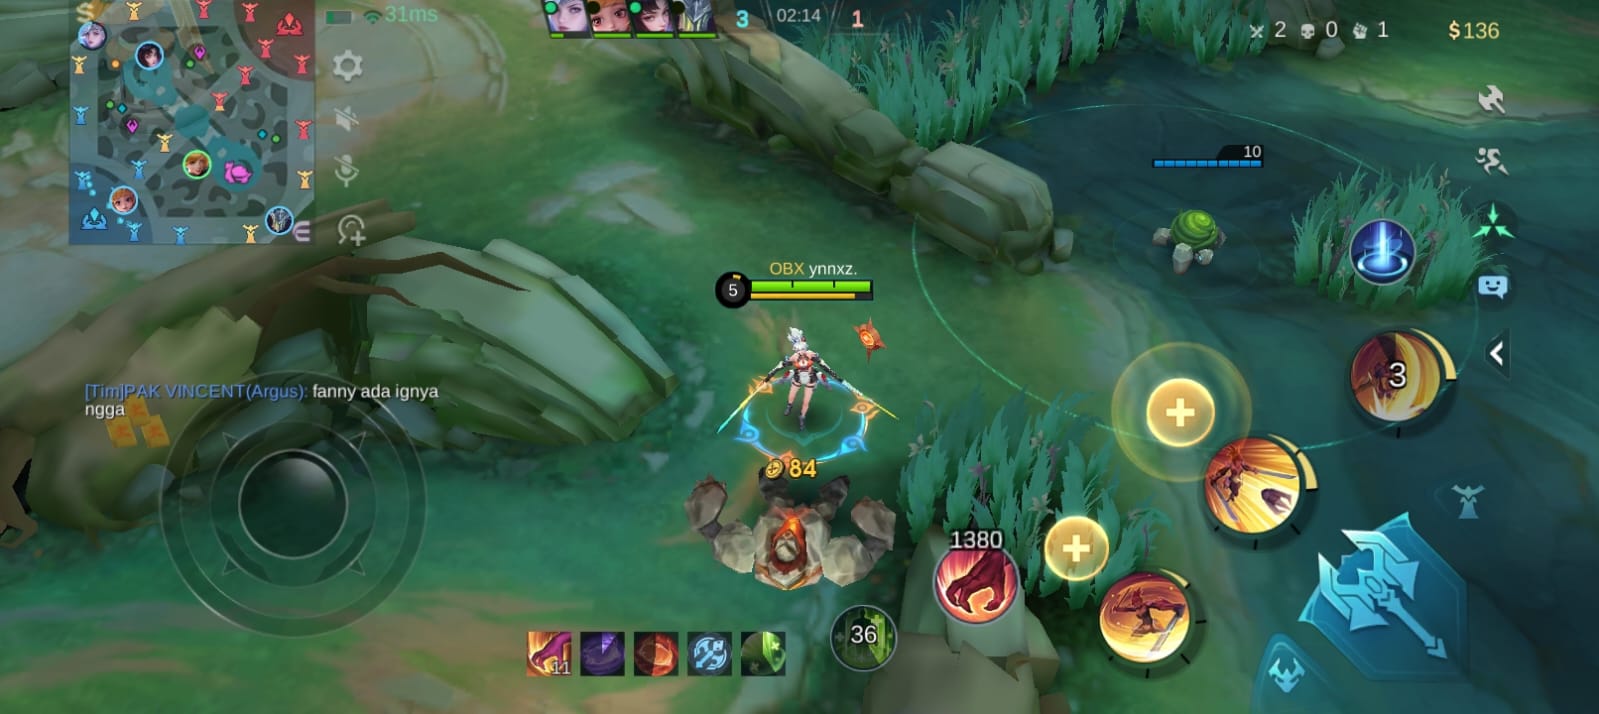 31ms
3 02:14 1
2 0 1
$136
10
OBX ynnxz.
5
3
[Tim]PAK VINCENT(Argus): fanny ada ignya
ngga
84
1380
36
11